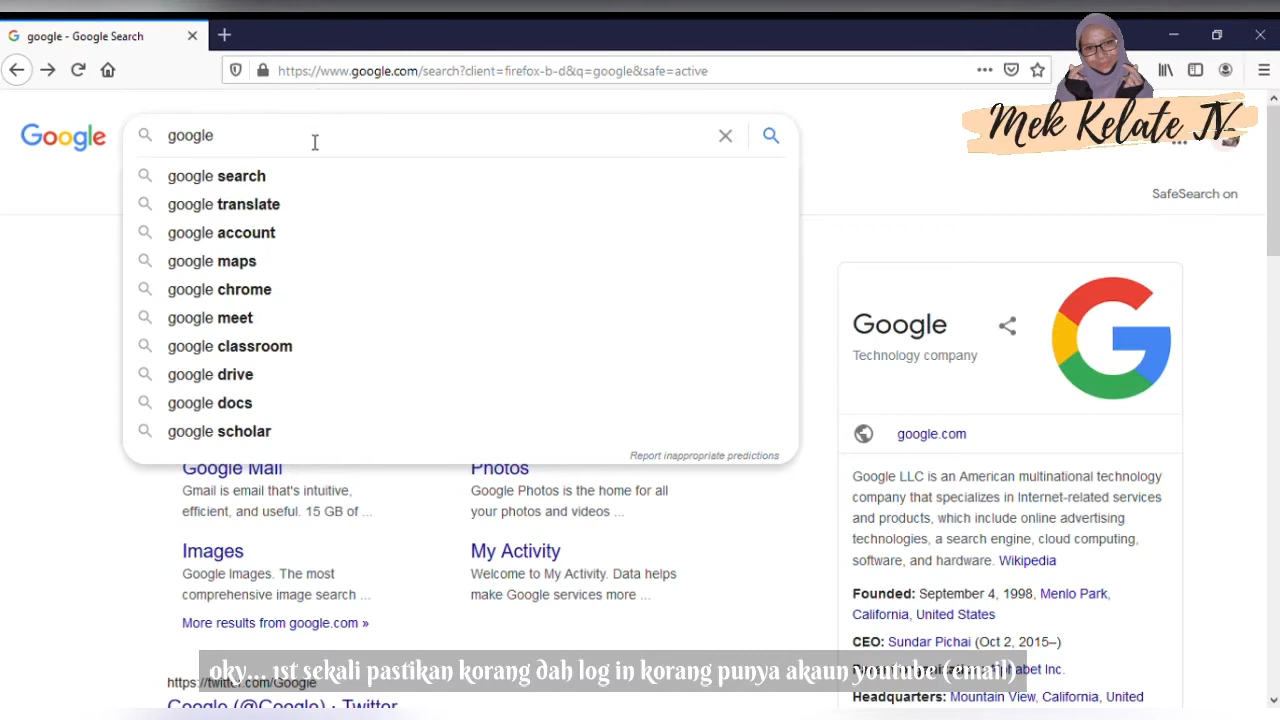 google - Google Search
https://www.google.com/search?client=firefox-b-d&q=google&safe=active
Mek Kelate TV
Google
google
SafeSearch on
google search
google translate
google account
google maps
google chrome
google meet
google classroom
google drive
google docs
google scholar
Report inappropriate predictions
Google Mail
Gmail is email that's intuitive,
efficient, and useful. 15 GB of ...
Photos
Google Photos is the home for all
your photos and videos ...
Images
Google Images. The most
comprehensive image search ...
My Activity
Welcome to My Activity. Data helps
make Google services more ...
More results from google.com »
https://twitter.com/Google
Google (@Google) · Twitter
Google
Technology company
google.com
Google LLC is an American multinational technology
company that specializes in Internet-related services
and products, which include online advertising
technologies, a search engine, cloud computing,
software, and hardware. Wikipedia
Founded: September 4, 1998, Menlo Park,
California, United States
CEO: Sundar Pichai (Oct 2, 2015–)
Inc.
Headquarters: Mountain View, California, United
oky.... 1st sekali pastikan korang dah log in korang punya akaun youtube (email)